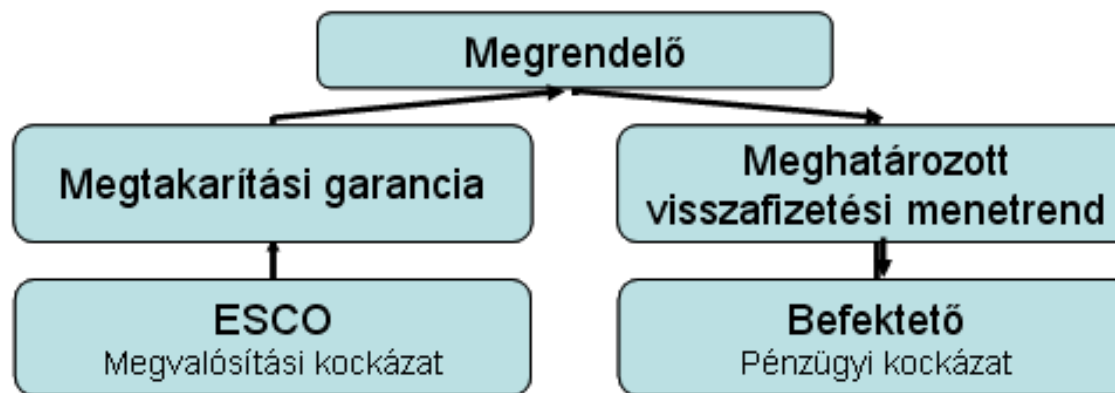 Megrendelő
Megtakarítási garancia
Meghatározott
visszafizetési menetrend
ESCO
Megvalósítási kockázat
Befektető
Pénzügyi kockázat